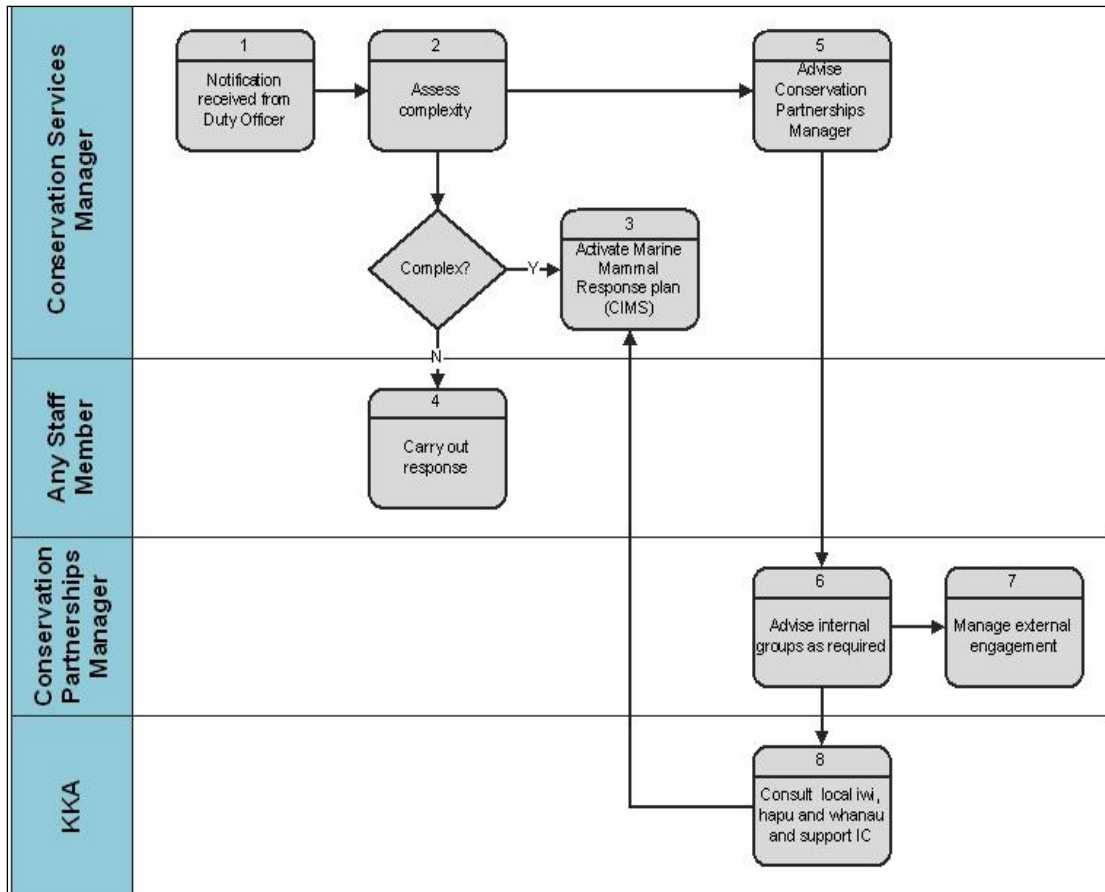 Conservation Services
Manager
1
Notification
received from
Duty Officer
2
Assess
complexity
5
Advise
Conservation
Partnerships
Manager
Complex?
Y
3
Activate Marine
Mammal
Response plan
(CIMS)
N
Any Staff
Member
4
Carry out
response
Conservation
Partnerships
Manager
6
Advise internal
groups as required
7
Manage external
engagement
KKA
8
Consult local iwi,
hapu and whanau
and support IC